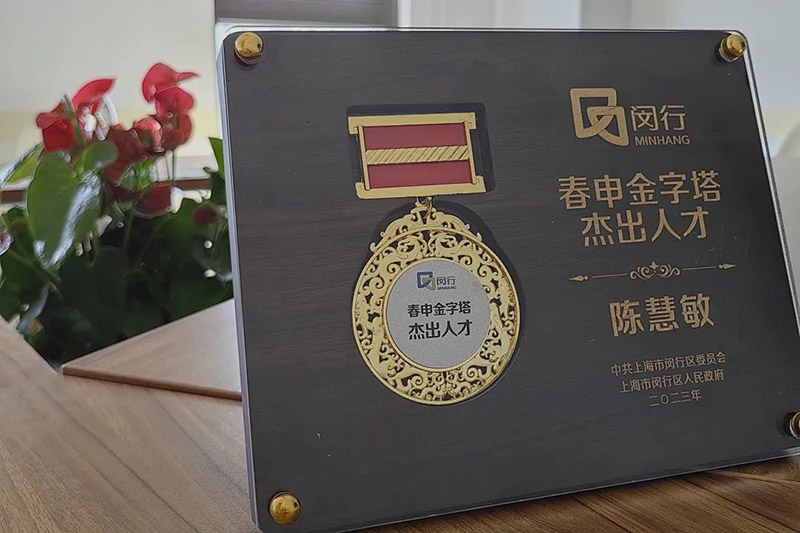 闵行
MINHANG
春申金字塔
杰出人才
闵行
MINHANG
春申金字塔
杰出人才
陈慧敏
中共上海市闵行区委员会
上海市闵行区人民政府
二〇二三年